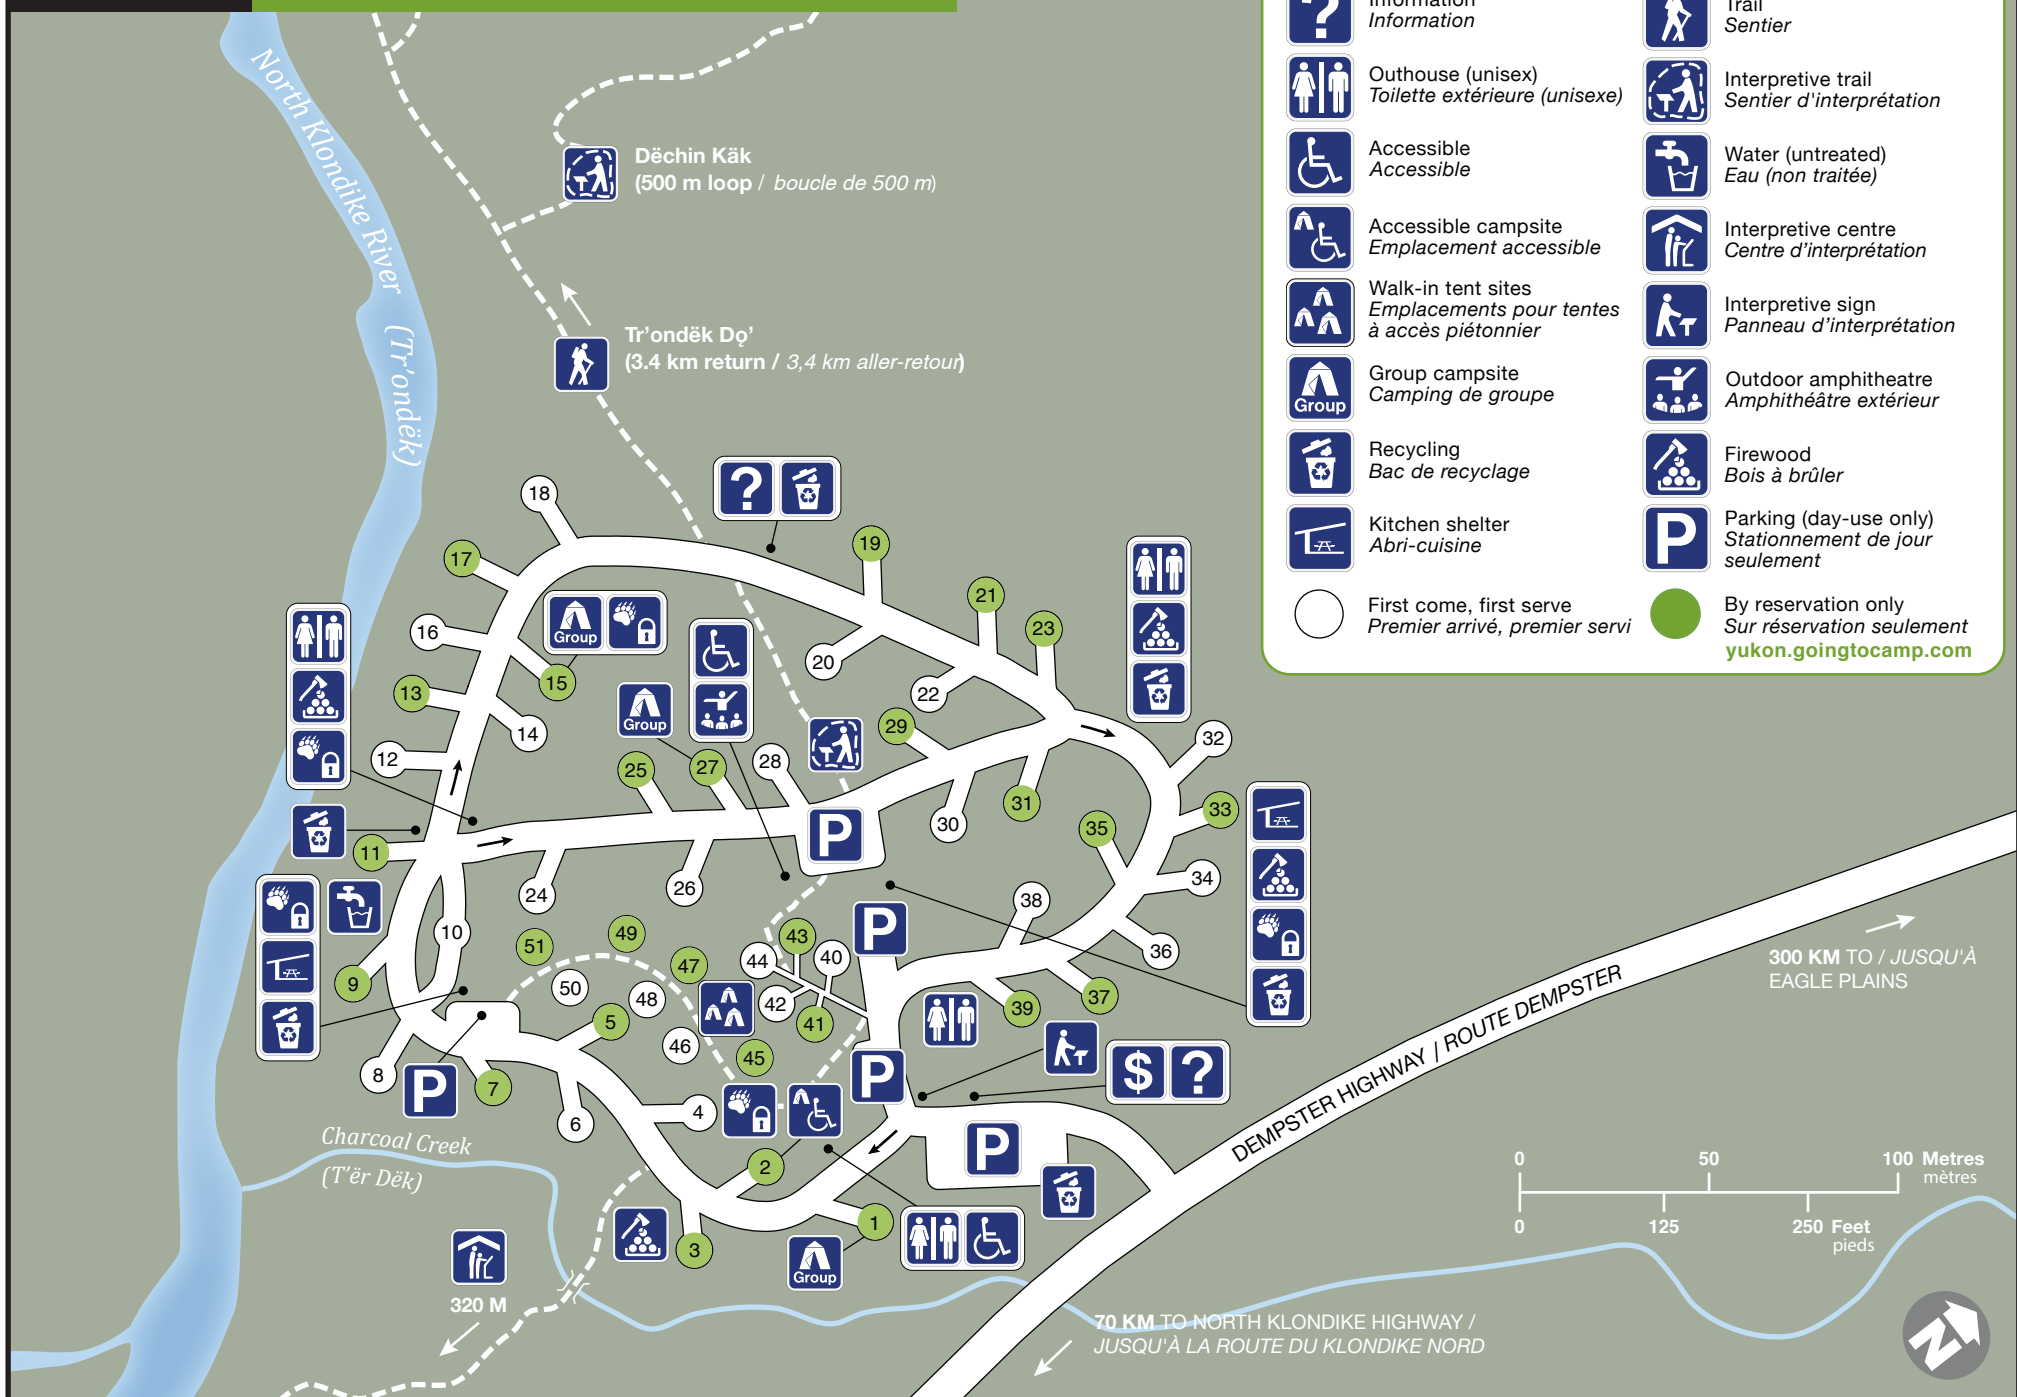 Information
Information
Trail
Sentier
Outhouse (unisex)
Toilette extérieure (unisexe)
Interpretive trail
Sentier d'interprétation
Accessible
Accessible
Water (untreated)
Eau (non traitée)
Accessible campsite
Emplacement accessible
Interpretive centre
Centre d'interprétation
Walk-in tent sites
Emplacements pour tentes
à accès piétonnier
Interpretive sign
Panneau d'interprétation
Group
Group campsite
Camping de groupe
Outdoor amphitheatre
Amphithéâtre extérieur
Recycling
Bac de recyclage
Firewood
Bois à brûler
Kitchen shelter
Abri-cuisine
P
Parking (day-use only)
Stationnement de jour
seulement
First come, first serve
Premier arrivé, premier servi
By reservation only
Sur réservation seulement
yukon.goingtocamp.com
North Klondike River
(Tr'ondëk)
Dëchin Käk
(500 m loop / boucle de 500 m)
Tr'ondëk Dǫ'
(3.4 km return / 3,4 km aller-retour)
?
18
17
19
21
23
16
Group
15
20
22
13
14
Group
29
32
12
25
27
28
31
33
30
P
35
11
24
26
34
38
10
51
49
43
40
P
36
44
47
9
50
48
42
41
39
37
5
46
45
8
P
7
6
4
P
$ ?
2
P
1
3
Group
Charcoal Creek
(T'ër Dëk)
320 M
DEMPSTER HIGHWAY / ROUTE DEMPSTER
300 KM TO / JUSQU'À
EAGLE PLAINS
70 KM TO NORTH KLONDIKE HIGHWAY /
JUSQU'À LA ROUTE DU KLONDIKE NORD
0 50 100 Metres
mètres
0 125 250 Feet
pieds
N